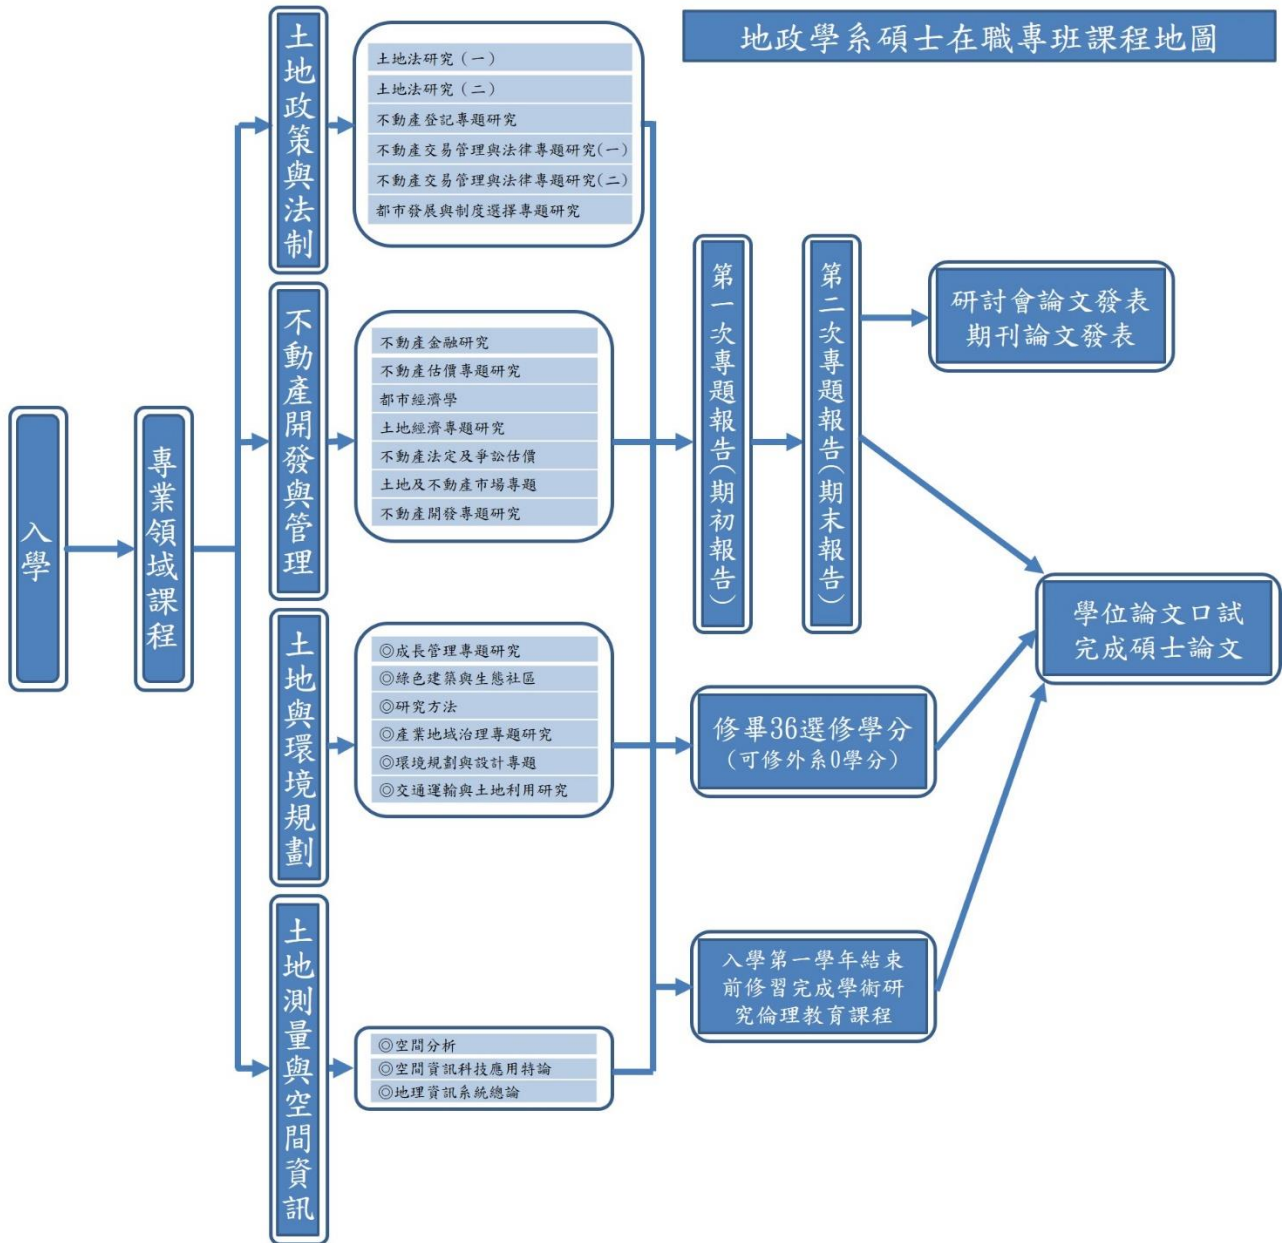 地政學系碩士在職專班課程地圖
入學
專業領域課程
土地政策與法制
土地法研究（一）
土地法研究（二）
不動產登記專題研究
不動產交易管理與法律專題研究(一)
不動產交易管理與法律專題研究(二)
都市發展與制度選擇專題研究
不動產開發與管理
不動產金融研究
不動產估價專題研究
都市經濟學
土地經濟專題研究
不動產法定及爭訟估價
土地及不動產市場專題
不動產開發專題研究
土地與環境規劃
◎成長管理專題研究
◎綠色建築與生態社區
◎研究方法
◎產業地域治理專題研究
◎環境規劃與設計專題
◎交通運輸與土地利用研究
土地測量與空間資訊
◎空間分析
◎空間資訊科技應用特論
◎地理資訊系統總論
第一次專題報告(期初報告)
第二次專題報告(期末報告)
研討會論文發表
期刊論文發表
修畢36選修學分
（可修外系0學分）
入學第一學年結束
前修習完成學術研
究倫理教育課程
學位論文口試
完成碩士論文